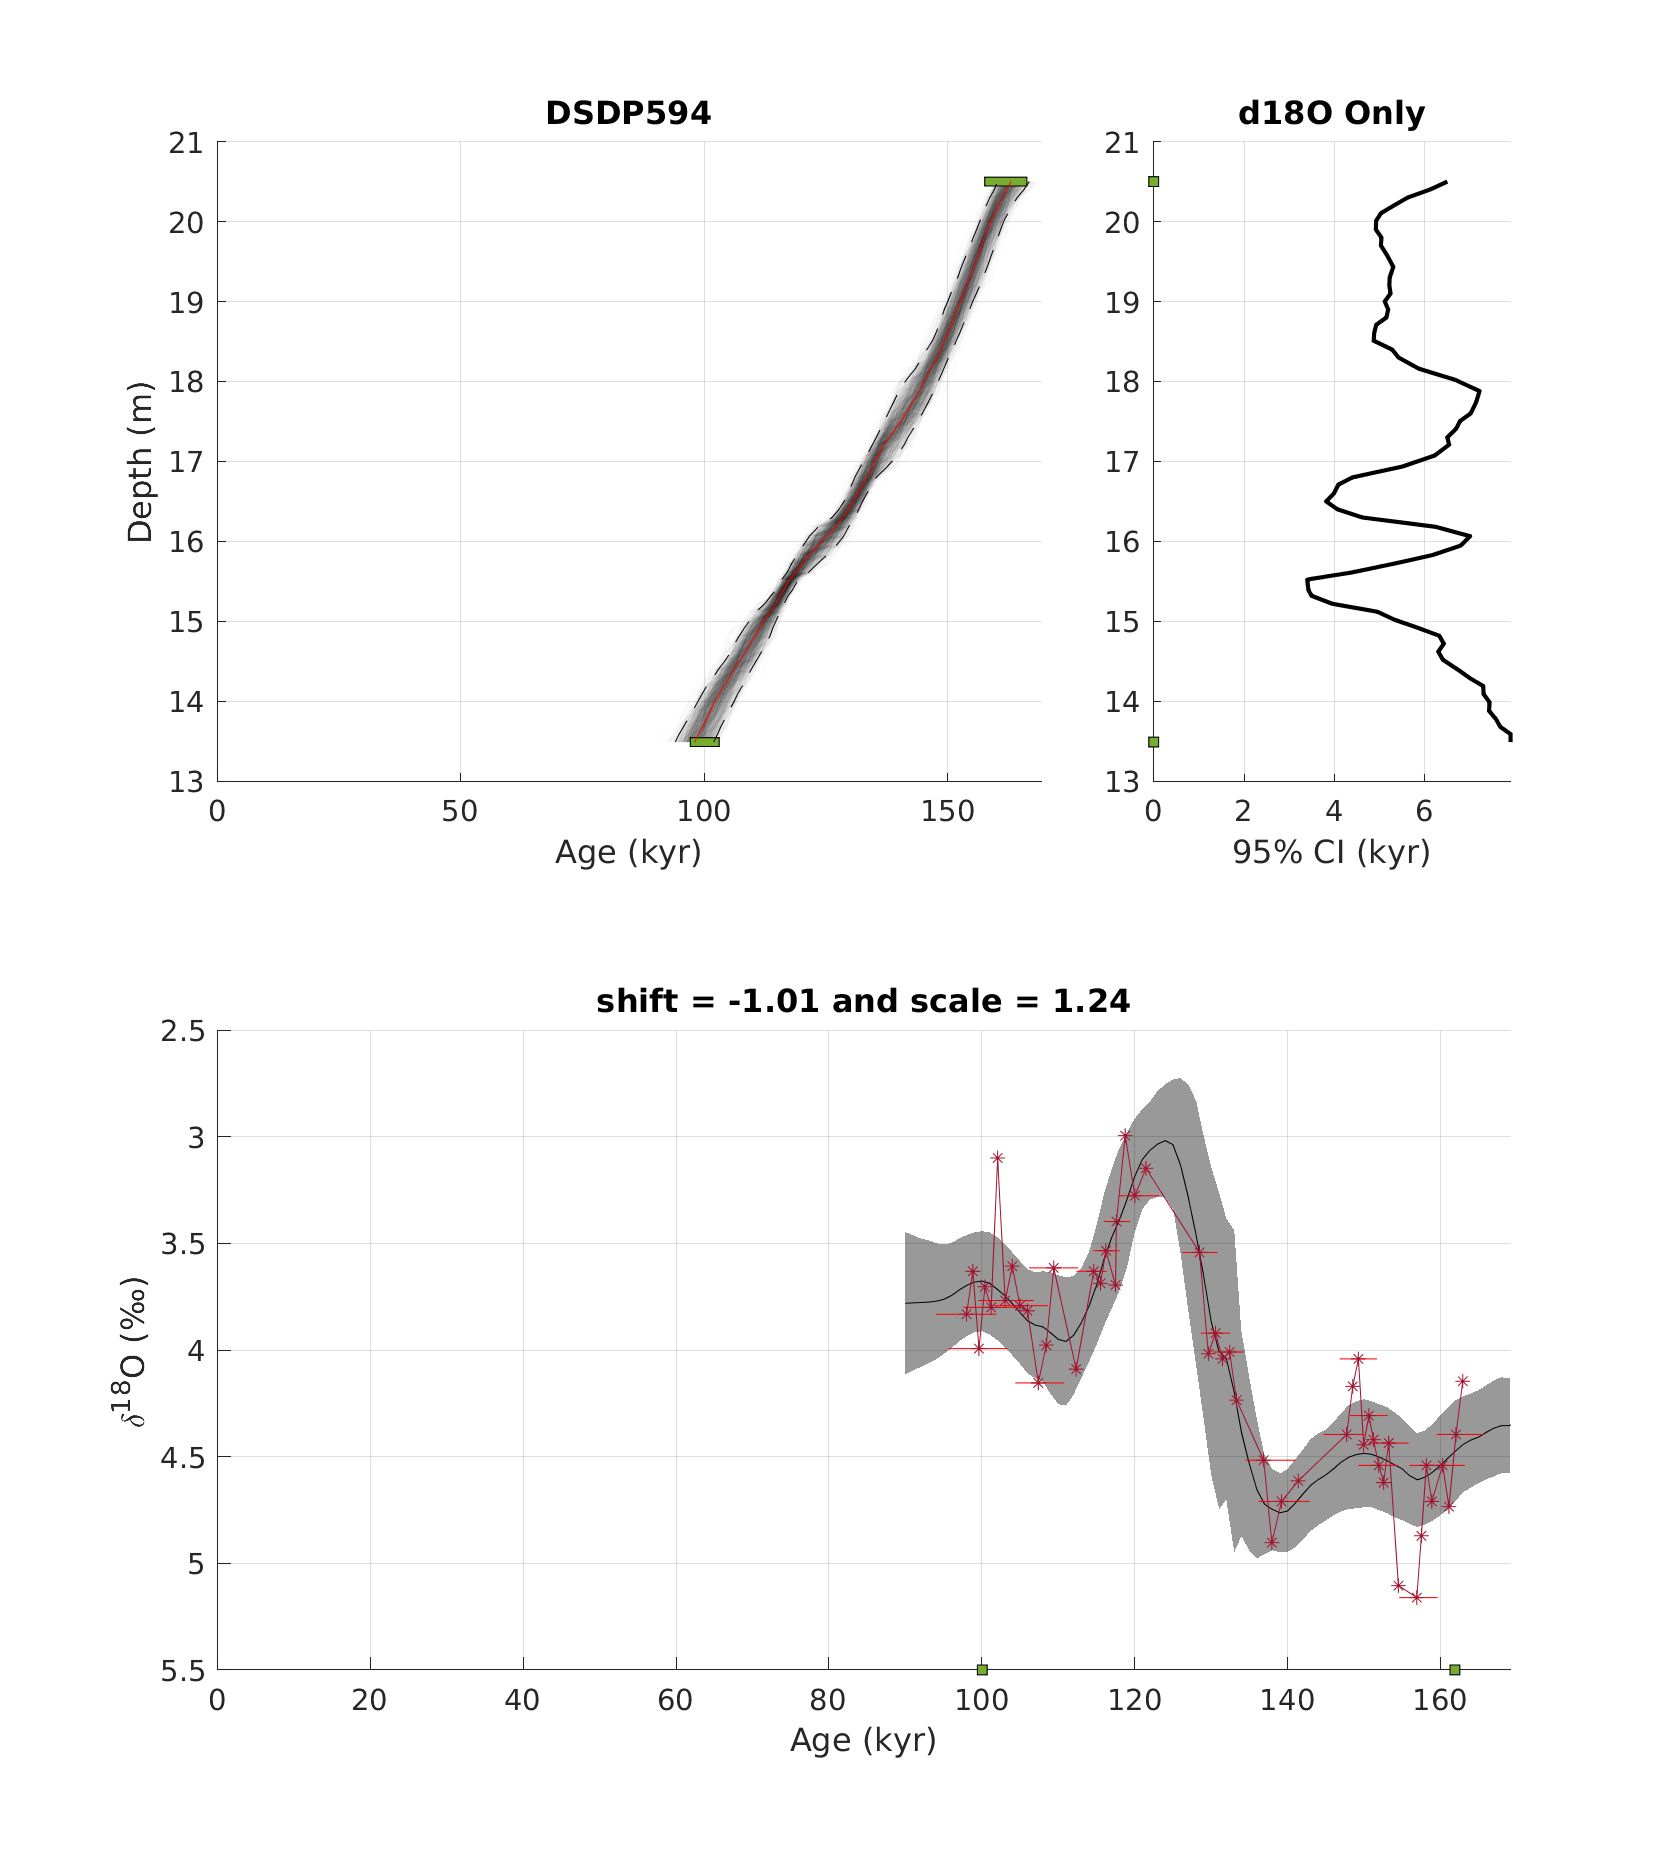 DSDP594
21
20
19
18
17
16
15
14
13
0 50 100 150
Depth (m)
Age (kyr)
d18O Only
21
20
19
18
17
16
15
14
13
0 2 4 6
95% CI (kyr)
shift = -1.01 and scale = 1.24
2.5
3
3.5
4
4.5
5
5.5
0 20 40 60 80 100 120 140 160
δ¹⁸O (‰)
Age (kyr)